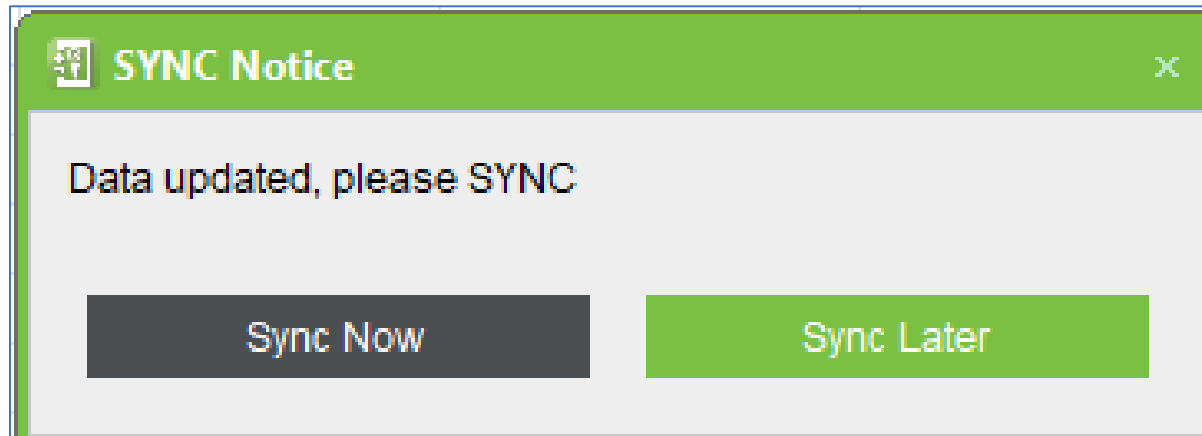 SYNC Notice
Data updated, please SYNC
Sync Now
Sync Later